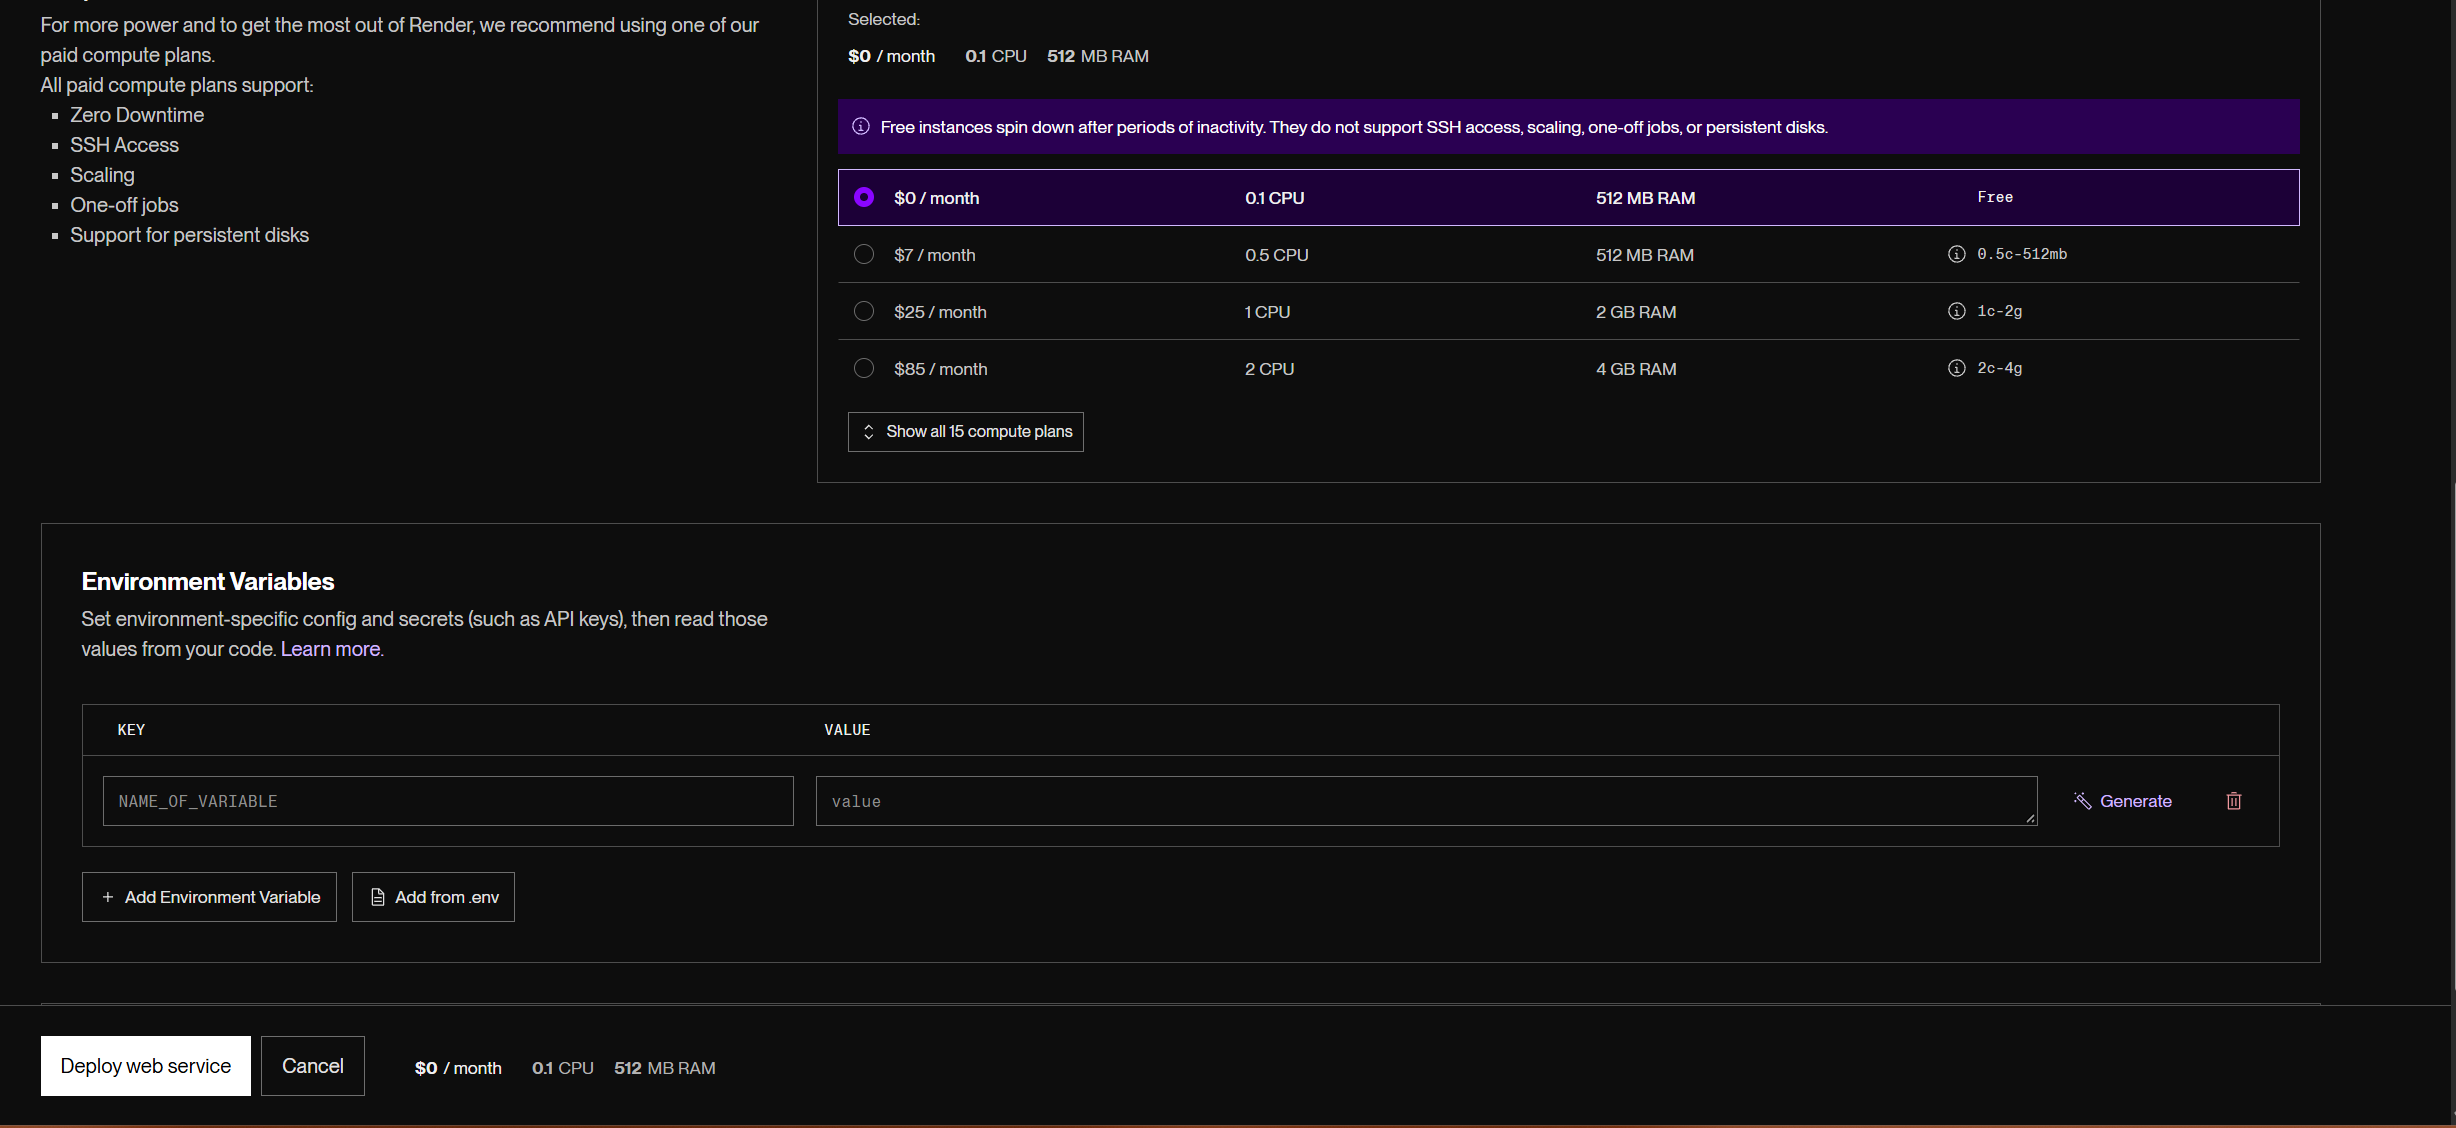 For more power and to get the most out of Render, we recommend using one of our
paid compute plans.
All paid compute plans support:
Zero Downtime
SSH Access
Scaling
One-off jobs
Support for persistent disks
Selected:
$0 / month 0.1 CPU 512 MB RAM
Free instances spin down after periods of inactivity. They do not support SSH access, scaling, one-off jobs, or persistent disks.
$0 / month 0.1 CPU 512 MB RAM Free
$7 / month 0.5 CPU 512 MB RAM 0.5c-512mb
$25 / month 1 CPU 2 GB RAM 1c-2g
$85 / month 2 CPU 4 GB RAM 2c-4g
Show all 15 compute plans
Environment Variables
Set environment-specific config and secrets (such as API keys), then read those
values from your code. Learn more.
KEY VALUE
NAME_OF_VARIABLE value Generate
+ Add Environment Variable Add from .env
Deploy web service Cancel $0 / month 0.1 CPU 512 MB RAM